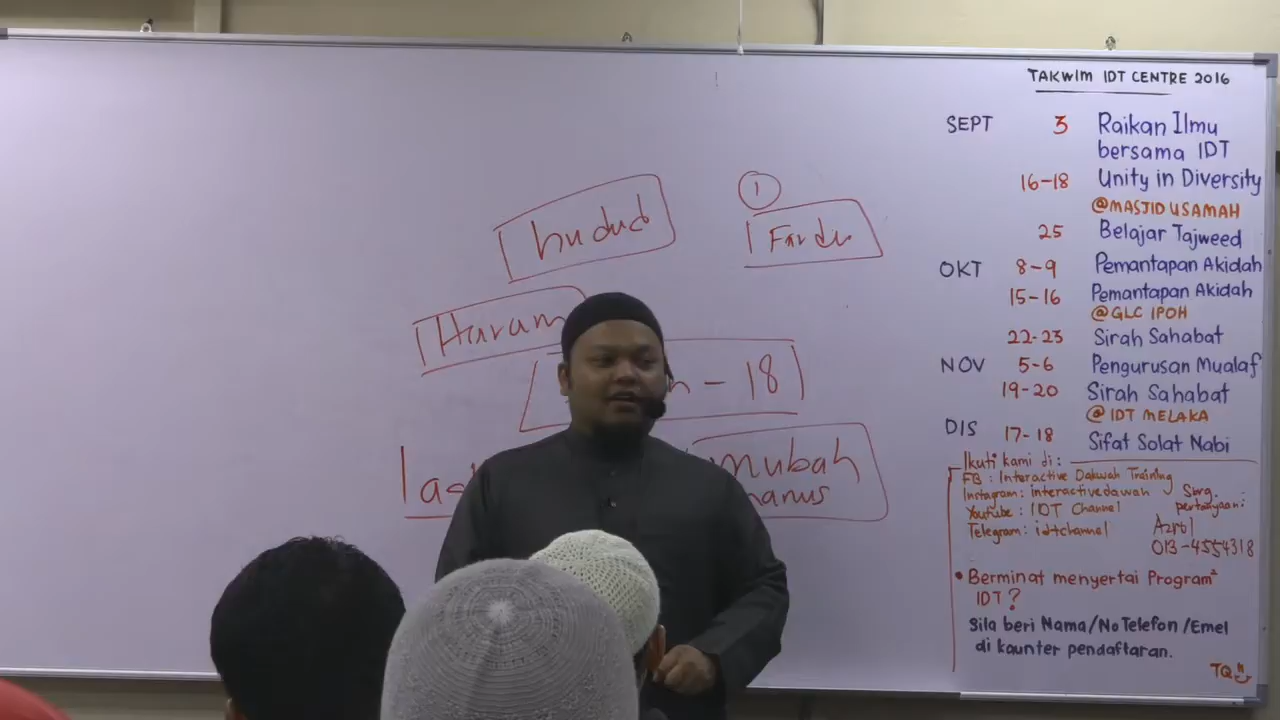 TAKWIM IDT CENTRE 2016
SEPT 3 Raikan Ilmu
bersama IDT
16-18 Unity in Diversity
@MASJID USAMAH
25 Belajar Tajweed
OKT 8-9 Pemantapan Akidah
15-16 Pemantapan Akidah
@GLC IPOH
22-23 Sirah Sahabat
NOV 5-6 Pengurusan Mualaf
19-20 Sirah Sahabat
@IDT MELAKA
DIS 17-18 Sifat Solat Nabi
Ikuti kami di:
FB: Interactive Dakwah Training
Instagram: interactivedawah
Youtube: IDT Channel
Telegram: idtchannel
Sbrg.
pertanyaan:
Azrol
013-4554318
• Berminat menyertai Program²
IDT?
Sila beri Nama/No Telefon/Emel
di kaunter pendaftaran.
TQ
hudud
1
Fardu
Haram
- 18